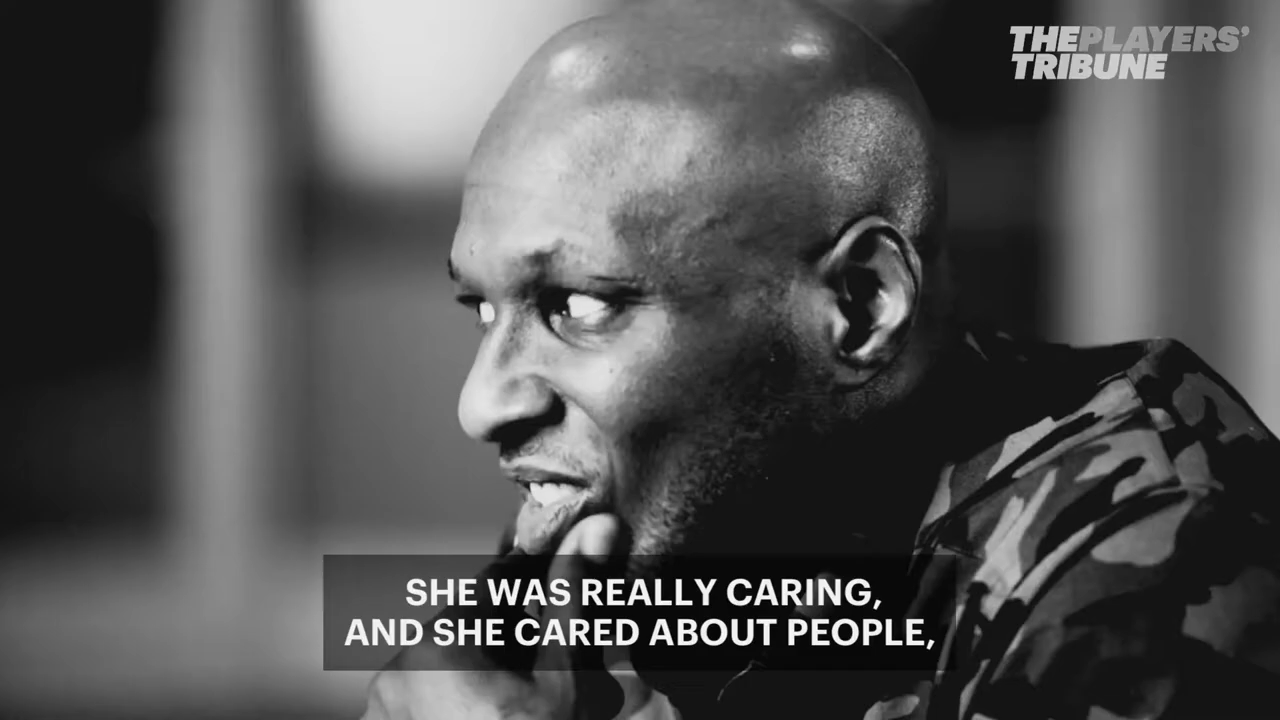 THEPLAYERS'
TRIBUNE
SHE WAS REALLY CARING,
AND SHE CARED ABOUT PEOPLE,